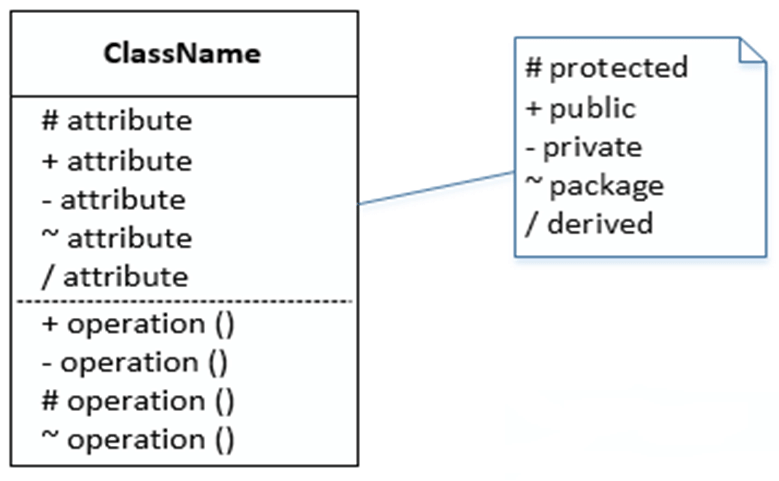 ClassName
# attribute
+ attribute
- attribute
~ attribute
/ attribute
+ operation ()
- operation ()
# operation ()
~ operation ()
# protected
+ public
- private
~ package
/ derived